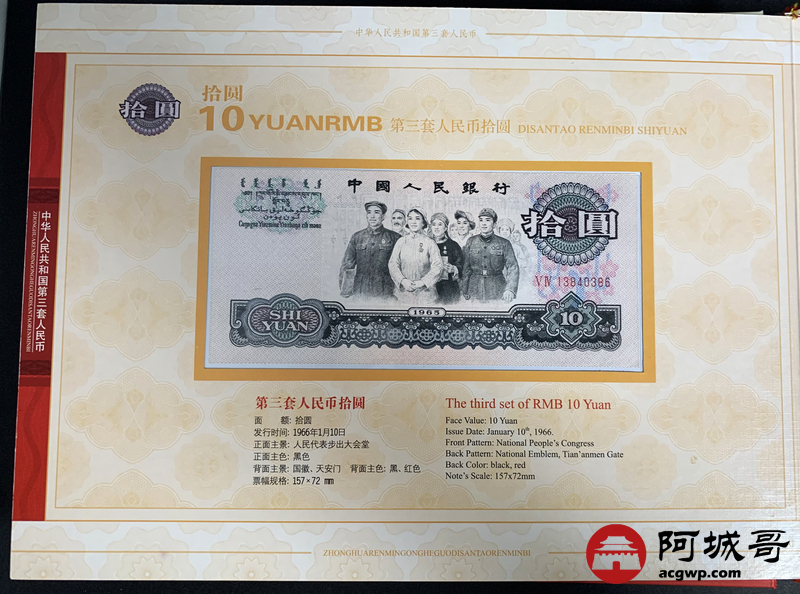 中华人民共和国第三套人民币
拾圆
拾圓
10 YUANRMB 第三套人民币拾圆 DISANTAO RENMINBI SHIYUAN
中國人民銀行
拾圓
VIV 13840386
SHI
YUAN
1965
10
中华人民共和国第三套人民币
ZHONGHUARENMINGONGHEGUODISANTAORENMINBI
第三套人民币拾圆
面 额: 拾圆
发行时间: 1966年1月10日
正面主景: 人民代表步出大会堂
正面主色: 黑色
背面主景: 国徽、天安门 背面主色: 黑、红色
票幅规格: 157×72 mm
The third set of RMB 10 Yuan
Face Value: 10 Yuan
Issue Date: January 10th, 1966.
Front Pattern: National People's Congress
Back Pattern: National Emblem, Tian'anmen Gate
Back Color: black, red
Note's Scale: 157x72mm
ZHONGHUARENMINGONGHEGUODISANTAORENMINBI
阿城哥
acgwp.com